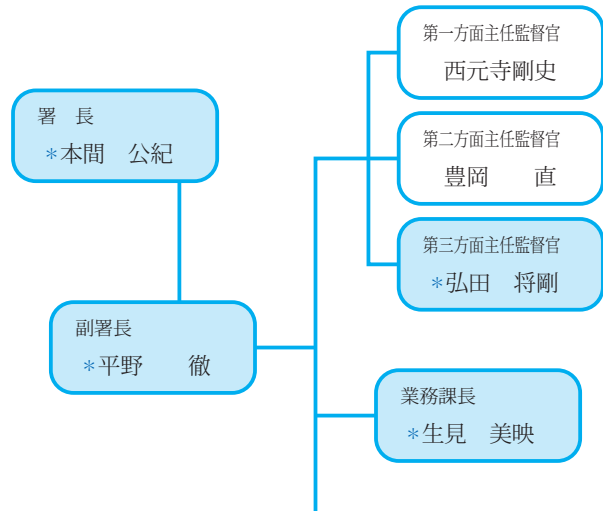 署　長
＊本間　公紀
副署長
＊平野　　徹
第一方面主任監督官
西元寺剛史
第二方面主任監督官
豊岡　　直
第三方面主任監督官
＊弘田　将剛
業務課長
＊生見　美映